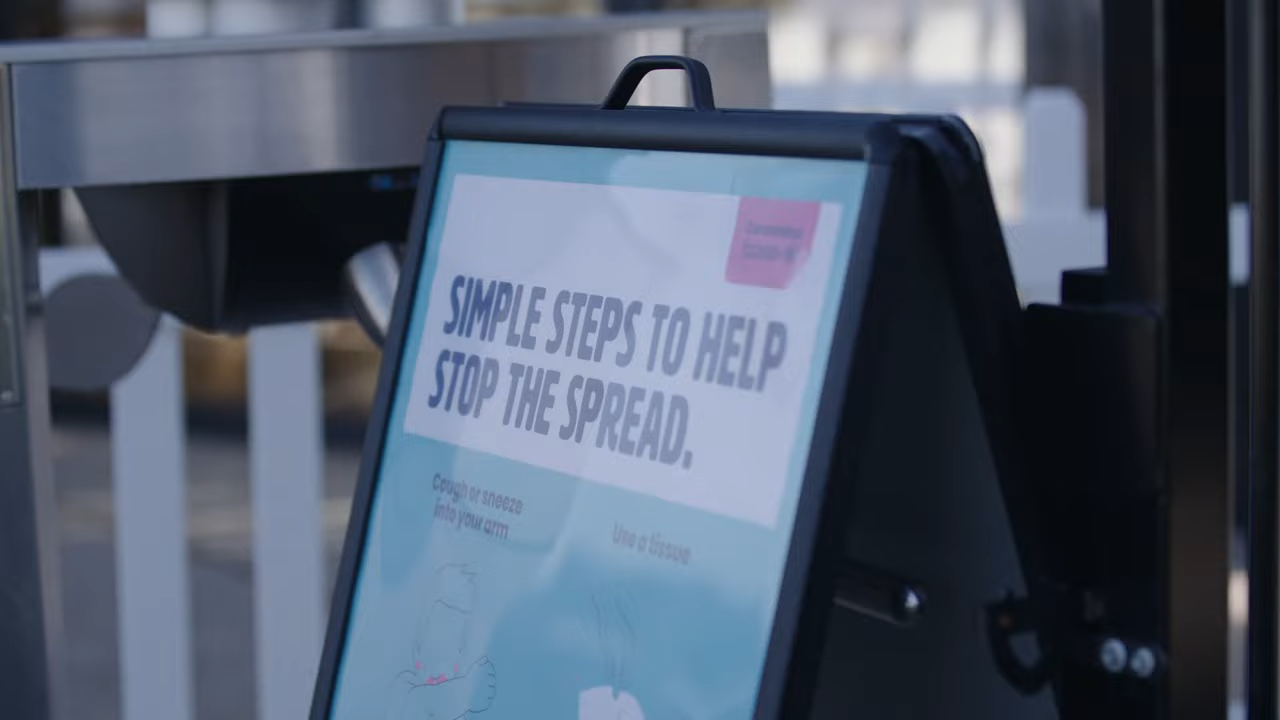 SIMPLE STEPS TO HELP
STOP THE SPREAD.
Cough or sneeze
into your arm
Use a tissue